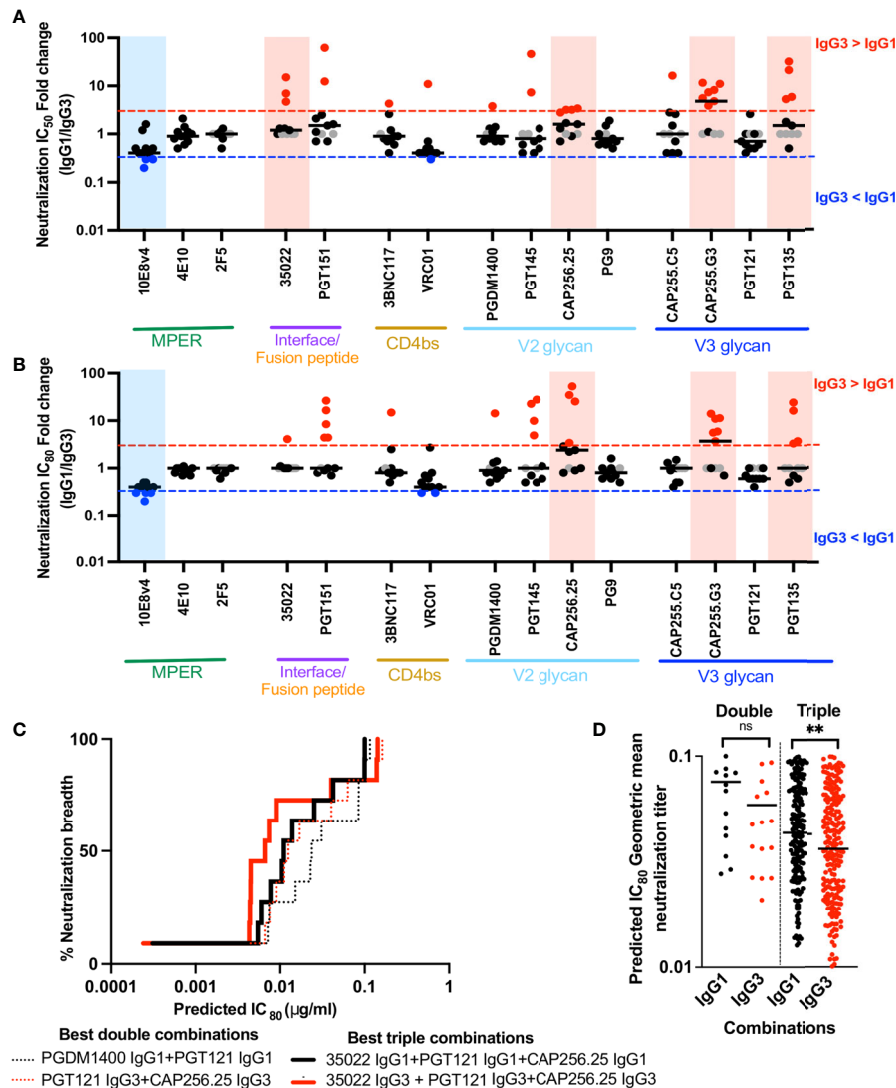 A
Neutralization IC50 Fold change
(IgG1/IgG3)
100
10
1
0.1
0.01
IgG3 > IgG1
IgG3 < IgG1
10E8v4
4E10
2F5
35022
PGT151
3BNC117
VRC01
PGDM1400
PGT145
CAP256.25
PG9
CAP255.C5
CAP255.G3
PGT121
PGT135
MPER
Interface/
Fusion peptide
CD4bs
V2 glycan
V3 glycan
B
Neutralization IC80 Fold change
(IgG1/IgG3)
100
10
1
0.1
0.01
IgG3 > IgG1
IgG3 < IgG1
10E8v4
4E10
2F5
35022
PGT151
3BNC117
VRC01
PGDM1400
PGT145
CAP256.25
PG9
CAP255.C5
CAP255.G3
PGT121
PGT135
MPER
Interface/
Fusion peptide
CD4bs
V2 glycan
V3 glycan
C
% Neutralization breadth
100
50
0
0.0001
0.001
0.01
0.1
1
Predicted IC80 (µg/ml)
Best double combinations
PGDM1400 IgG1+PGT121 IgG1
PGT121 IgG3+CAP256.25 IgG3
Best triple combinations
35022 IgG1+PGT121 IgG1+CAP256.25 IgG1
35022 IgG3 + PGT121 IgG3+CAP256.25 IgG3
D
Double
Triple
ns
**
Predicted IC80 Geometric mean
neutralization titer
0.1
0.01
IgG1
IgG3
IgG1
IgG3
Combinations